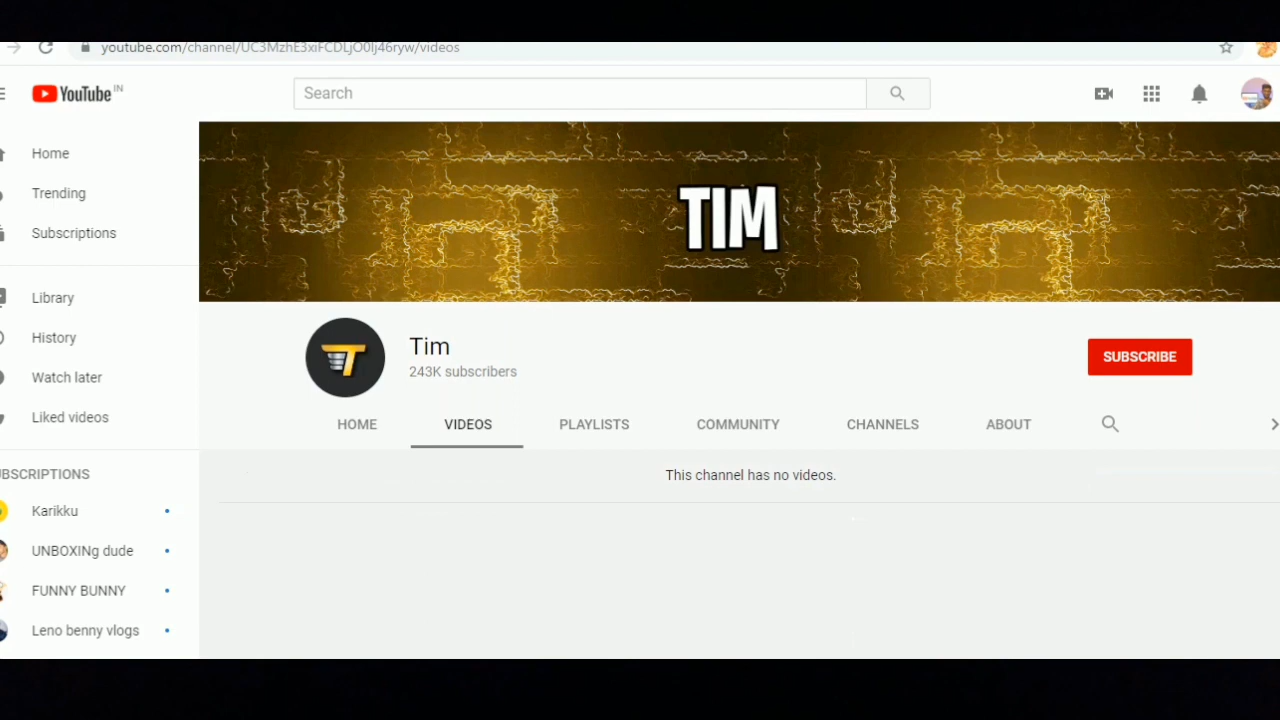 youtube.com/channel/UC3MzhE3xiFCDLjO0lj46ryw/videos
YouTube IN
Search
Home
Trending
Subscriptions
Library
History
Watch later
Liked videos
UBSCRIPTIONS
Karikku
UNBOXINg dude
FUNNY BUNNY
Leno benny vlogs
TIM
T
Tim
243K subscribers
SUBSCRIBE
HOME VIDEOS PLAYLISTS COMMUNITY CHANNELS ABOUT
This channel has no videos.